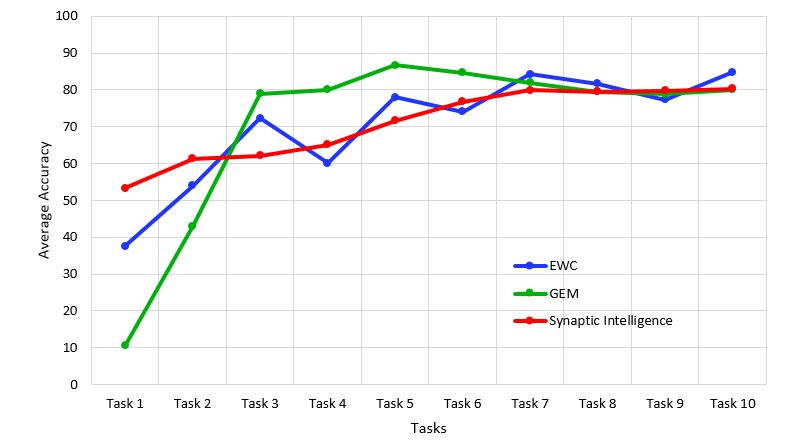 100
90
80
70
60
50
40
30
20
10
0
Average Accuracy
EWC
GEM
Synaptic Intelligence
Task 1 Task 2 Task 3 Task 4 Task 5 Task 6 Task 7 Task 8 Task 9 Task 10
Tasks